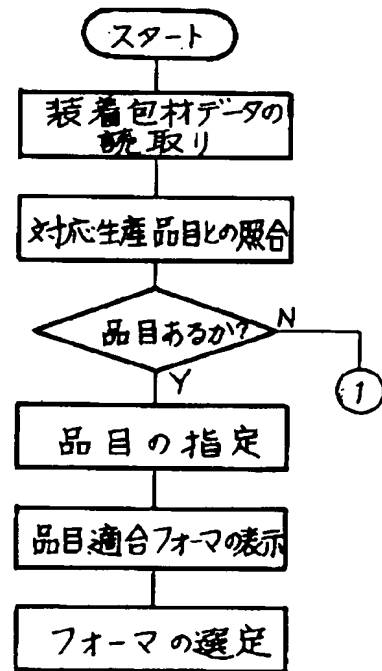 スタート
装着包材データの
読取り
対応生産品目との照合
品目あるか?
N
Y
1
品目の指定
品目適合フォーマの表示
フォーマの選定